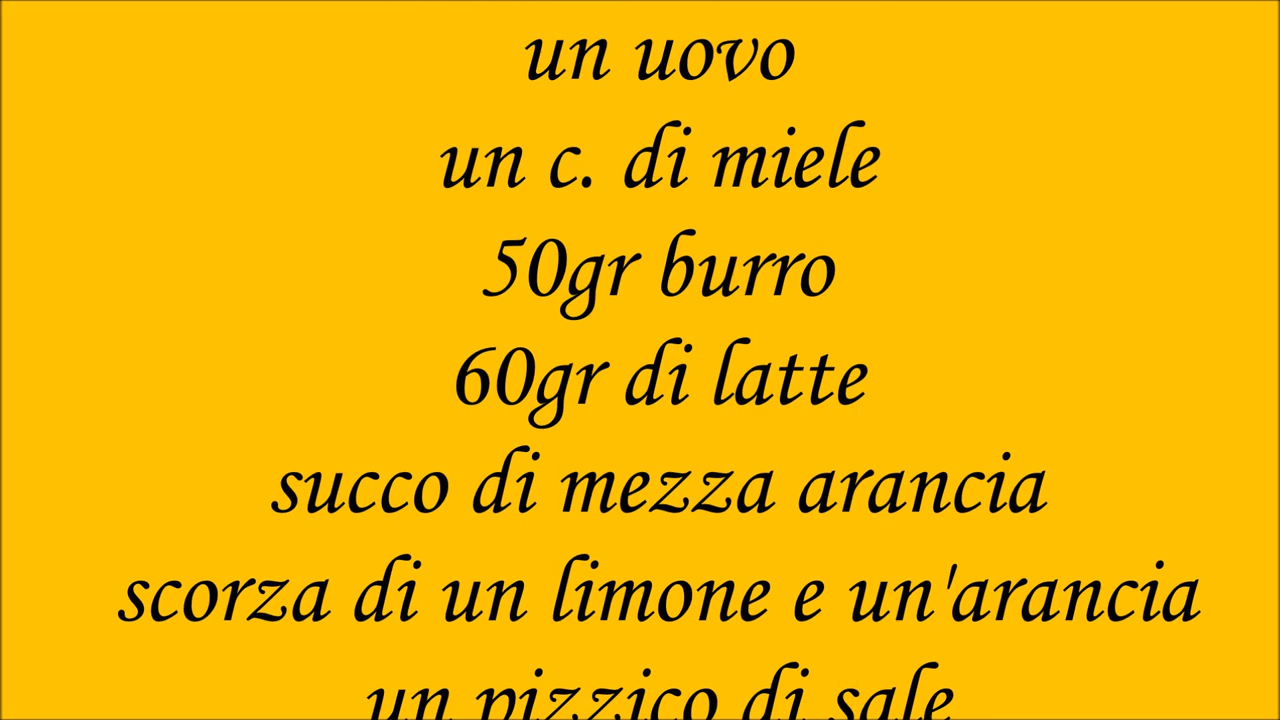 un uovo
un c. di miele
50gr burro
60gr di latte
succo di mezza arancia
scorza di un limone e un'arancia
un pizzico di sale